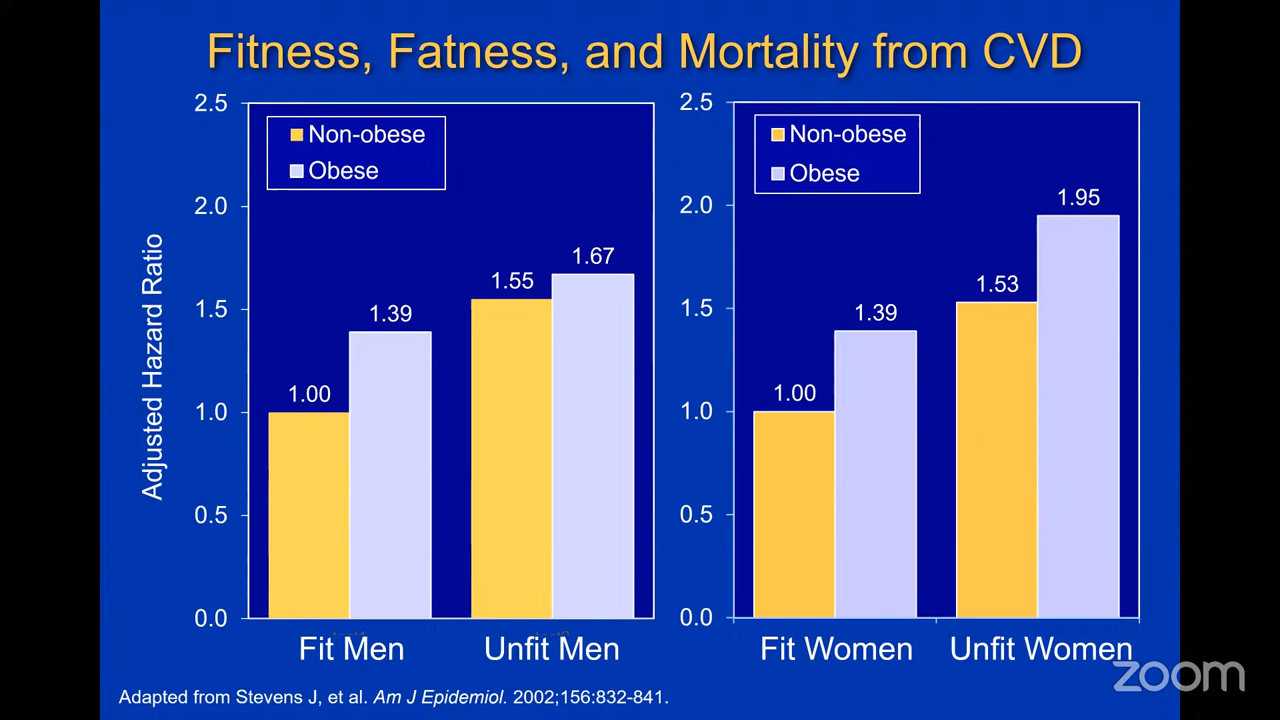 Fitness, Fatness, and Mortality from CVD
Adjusted Hazard Ratio
2.5
2.0
1.5
1.0
0.5
0.0
Non-obese
Obese
1.00
1.39
1.55
1.67
Fit Men
Unfit Men
2.5
2.0
1.5
1.0
0.5
0.0
Non-obese
Obese
1.00
1.39
1.53
1.95
Fit Women
Unfit Women
Adapted from Stevens J, et al. Am J Epidemiol. 2002;156:832-841.
zoom